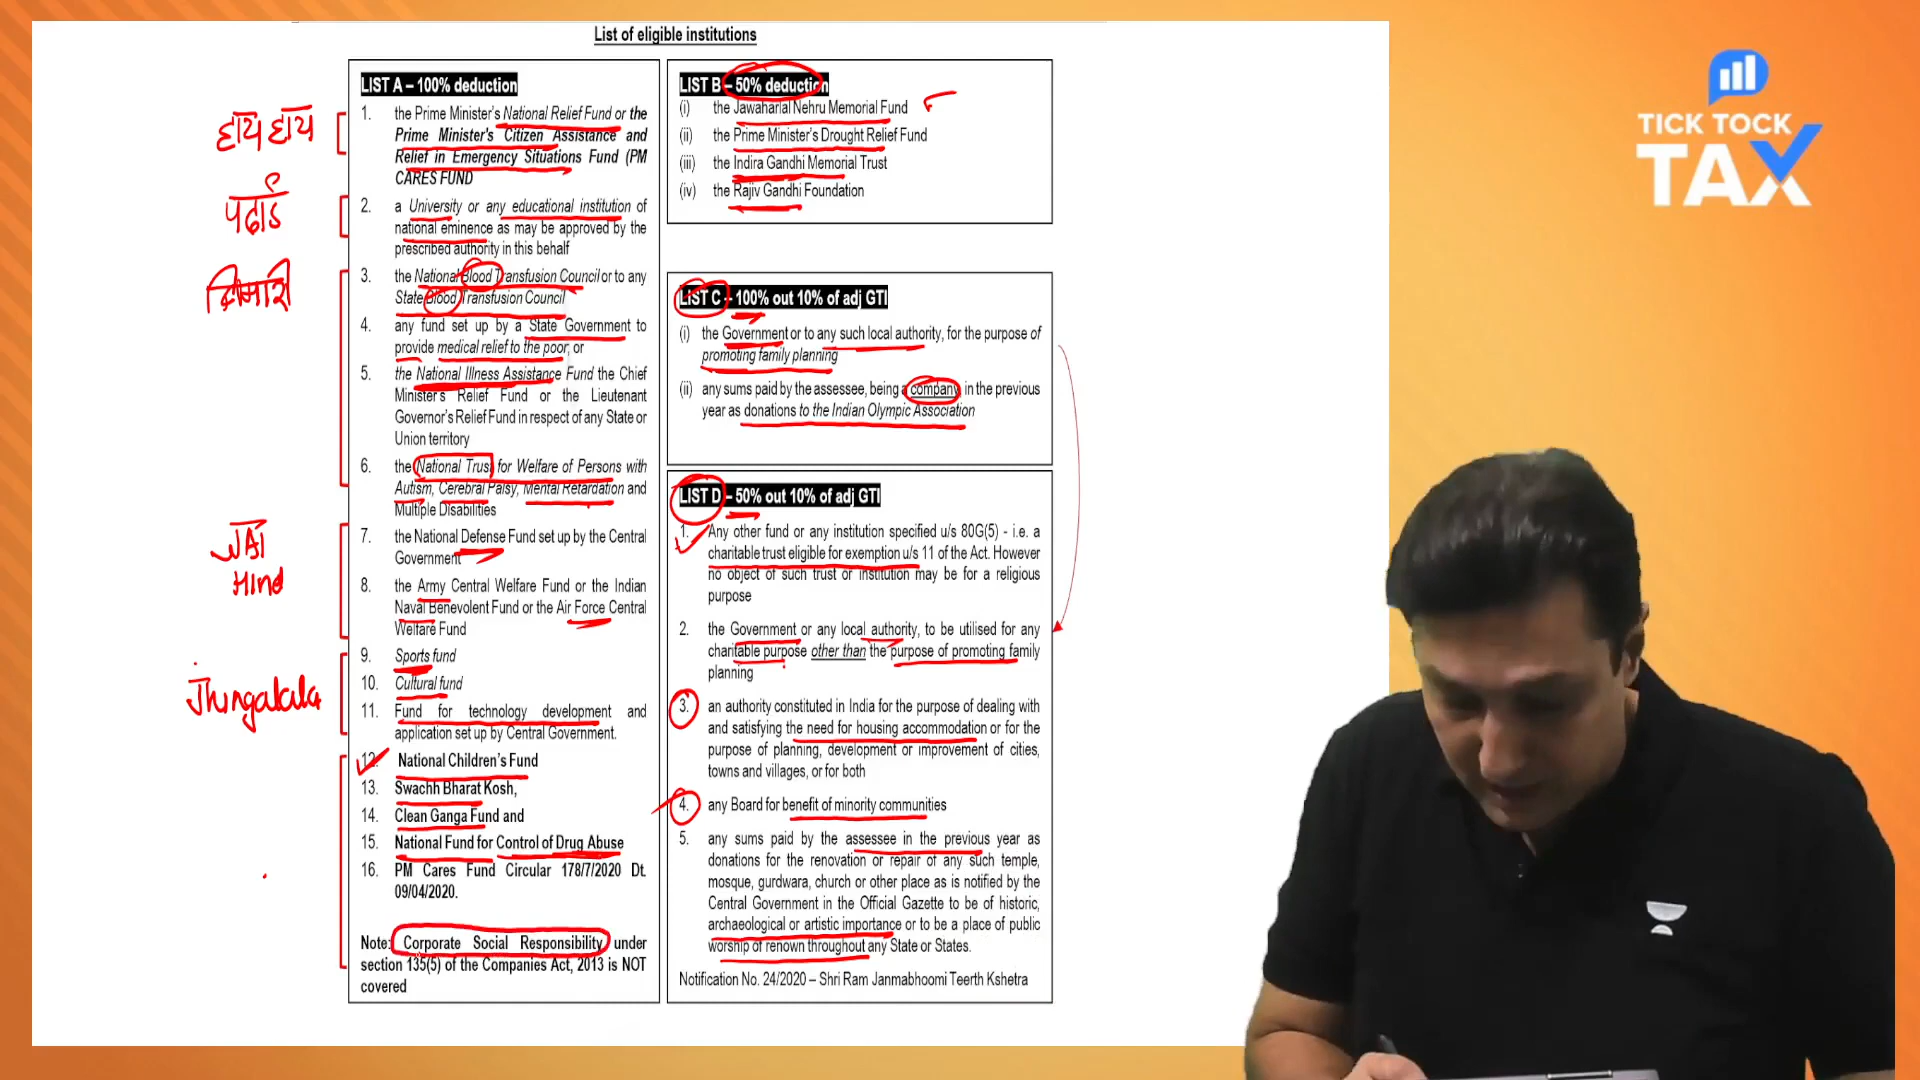 List of eligible institutions
LIST A – 100% deduction
1. the Prime Minister's National Relief Fund or the
Prime Minister's Citizen Assistance and
Relief in Emergency Situations Fund (PM
CARES FUND
2. a University or any educational institution of
national eminence as may be approved by the
prescribed authority in this behalf
3. the National Blood Transfusion Council or to any
State Blood Transfusion Council
4. any fund set up by a State Government to
provide medical relief to the poor, or
5. the National Illness Assistance Fund the Chief
Minister's Relief Fund or the Lieutenant
Governor's Relief Fund in respect of any State or
Union territory
6. the National Trust for Welfare of Persons with
Autism, Cerebral Palsy, Mental Retardation and
Multiple Disabilities
7. the National Defense Fund set up by the Central
Government
8. the Army Central Welfare Fund or the Indian
Naval Benevolent Fund or the Air Force Central
Welfare Fund
9. Sports fund
10. Cultural fund
11. Fund for technology development and
application set up by Central Government.
12. National Children's Fund
13. Swachh Bharat Kosh,
14. Clean Ganga Fund and
15. National Fund for Control of Drug Abuse
16. PM Cares Fund Circular 178/7/2020 Dt.
09/04/2020.
Note: Corporate Social Responsibility under
section 135(5) of the Companies Act, 2013 is NOT
covered
हाय हाय
पढाई
बिमारी
JAI
Hind
Jhingalala
LIST B – 50% deduction
(i) the Jawaharlal Nehru Memorial Fund
(ii) the Prime Minister's Drought Relief Fund
(iii) the Indira Gandhi Memorial Trust
(iv) the Rajiv Gandhi Foundation
LIST C – 100% out 10% of adj GTI
(i) the Government or to any such local authority, for the purpose of
promoting family planning
(ii) any sums paid by the assessee, being a company, in the previous
year as donations to the Indian Olympic Association
LIST D – 50% out 10% of adj GTI
1. Any other fund or any institution specified u/s 80G(5) - i.e. a
charitable trust eligible for exemption u/s 11 of the Act. However
no object of such trust or institution may be for a religious
purpose
2. the Government or any local authority, to be utilised for any
charitable purpose other than the purpose of promoting family
planning
3. an authority constituted in India for the purpose of dealing with
and satisfying the need for housing accommodation or for the
purpose of planning, development or improvement of cities,
towns and villages, or for both
4. any Board for benefit of minority communities
5. any sums paid by the assessee in the previous year as
donations for the renovation or repair of any such temple,
mosque, gurdwara, church or other place as is notified by the
Central Government in the Official Gazette to be of historic,
archaeological or artistic importance or to be a place of public
worship of renown throughout any State or States.
Notification No. 24/2020 – Shri Ram Janmabhoomi Teerth Kshetra
TICK TOCK
TAX